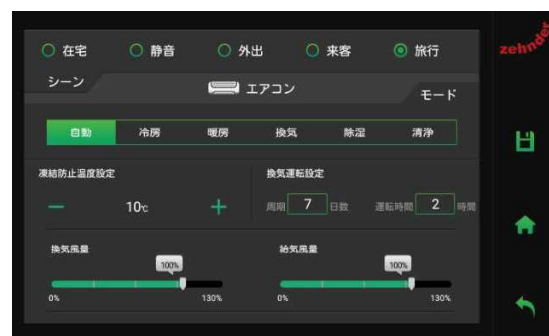 在宅 静音 外出 来客 旅行
zehnder
シーン エアコン モード
自動 冷房 暖房 換気 除湿 清浄
凍結防止温度設定 換気運転設定
— 10℃ + 周期 7 日数 運転時間 2 時間
換気風量 給気風量
100% 100%
0% 130% 0% 130%